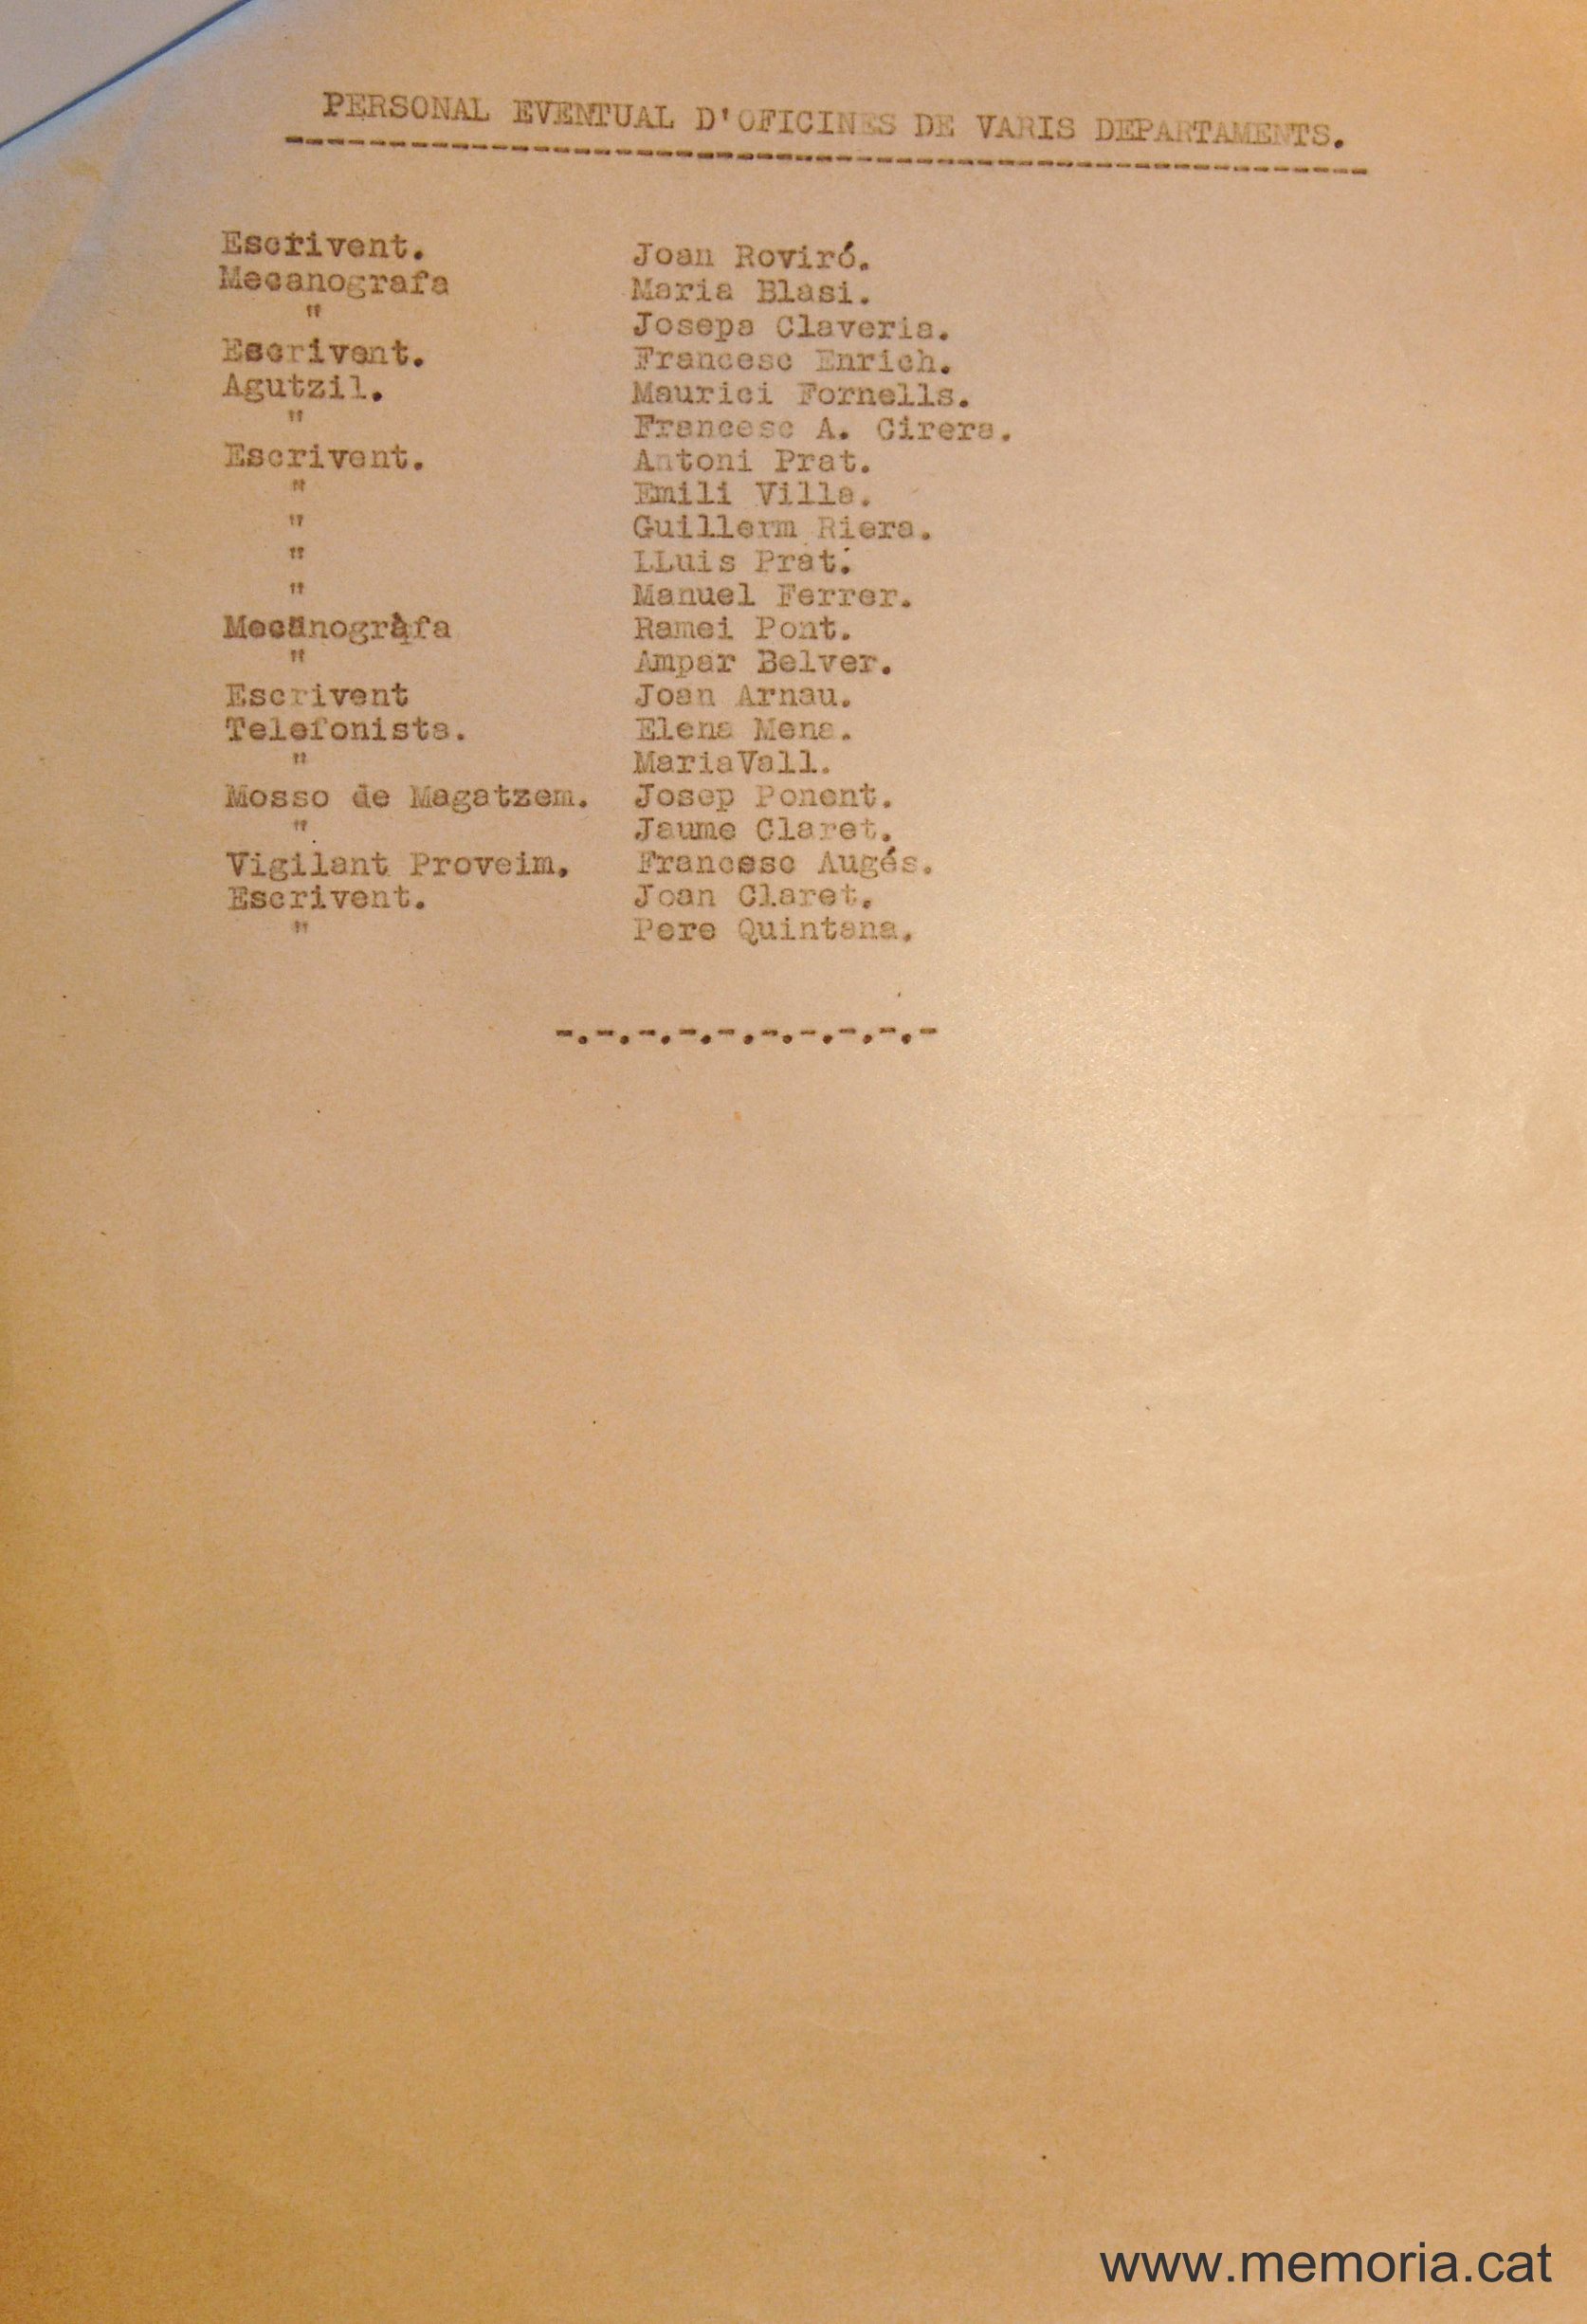 PERSONAL EVENTUAL D'OFICINES DE VARIS DEPARTAMENTS.
Escrivent. Joan Roviró.
Mecanografa Maria Blasi.
" Josepa Claveria.
Escrivent. Francesc Enrich.
Agutzil. Maurici Fornells.
" Francesc A. Cirera.
Escrivent. Antoni Prat.
" Emili Villa.
" Guillerm Riera.
" LLuis Prat.
" Manuel Ferrer.
Mecanogràfa Ramei Pont.
" Ampar Belver.
Escrivent Joan Arnau.
Telefonista. Elena Mena.
" MariaVall.
Mosso de Magatzem. Josep Ponent.
" Jaume Claret.
Vigilant Proveim. Francesc Augés.
Escrivent. Joan Claret.
" Pere Quintana.
-.-.-.-.-.-.-.-.-.-
www.memoria.cat